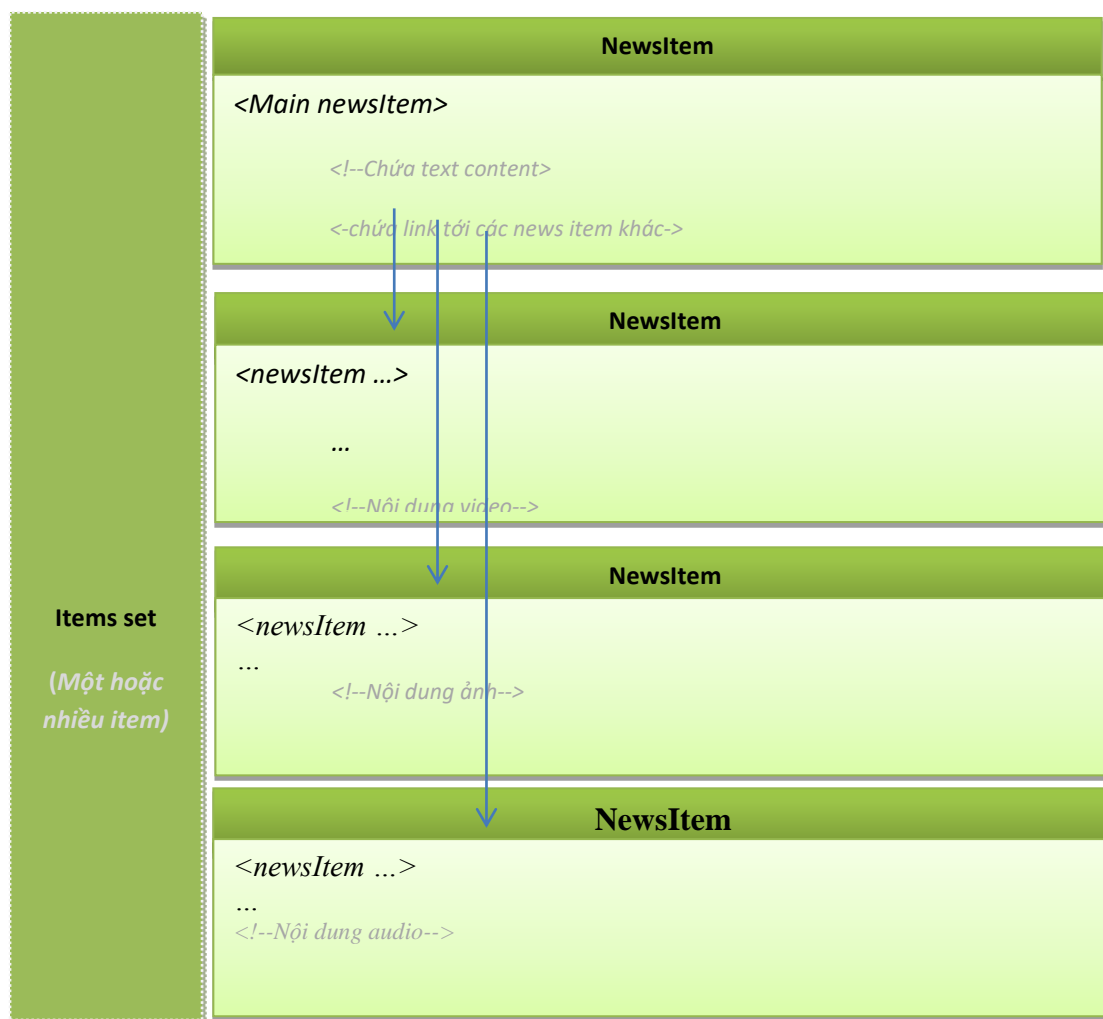 NewsItem
<Main newsItem>
<!--Chứa text content>
<-chứa link tới các news item khác->
NewsItem
<newsItem …>
…
<!--Nội dung video-->
NewsItem
<newsItem …>
…
<!--Nội dung ảnh-->
NewsItem
<newsItem …>
…
<!--Nội dung audio-->
Items set
(Một hoặc
nhiều item)